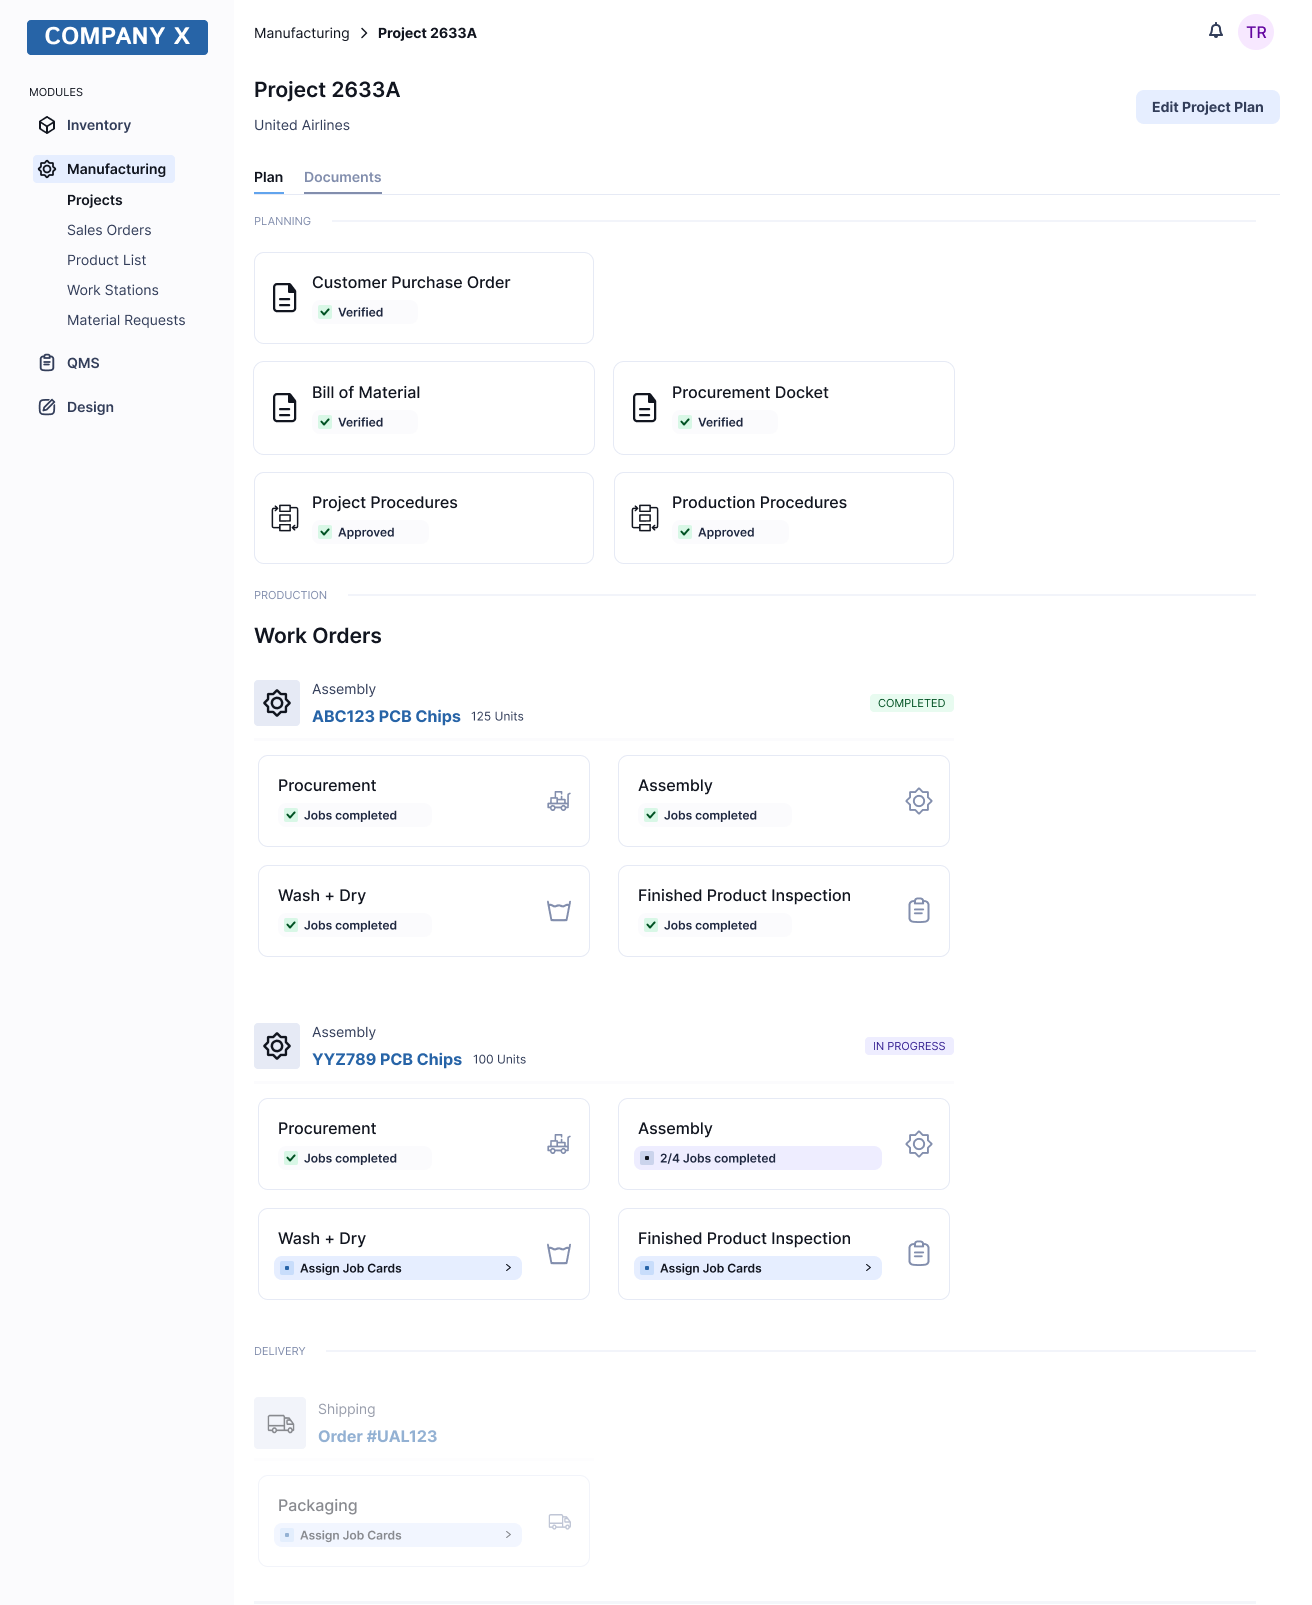 COMPANY X
MODULES
Inventory
Manufacturing
Projects
Sales Orders
Product List
Work Stations
Material Requests
QMS
Design
Manufacturing > Project 2633A
TR
Project 2633A
United Airlines
Edit Project Plan
Plan Documents
PLANNING
Customer Purchase Order
Verified
Bill of Material
Verified
Procurement Docket
Verified
Project Procedures
Approved
Production Procedures
Approved
PRODUCTION
Work Orders
Assembly
ABC123 PCB Chips 125 Units
COMPLETED
Procurement
Jobs completed
Assembly
Jobs completed
Wash + Dry
Jobs completed
Finished Product Inspection
Jobs completed
Assembly
YYZ789 PCB Chips 100 Units
IN PROGRESS
Procurement
Jobs completed
Assembly
2/4 Jobs completed
Wash + Dry
Assign Job Cards
Finished Product Inspection
Assign Job Cards
DELIVERY
Shipping
Order #UAL123
Packaging
Assign Job Cards